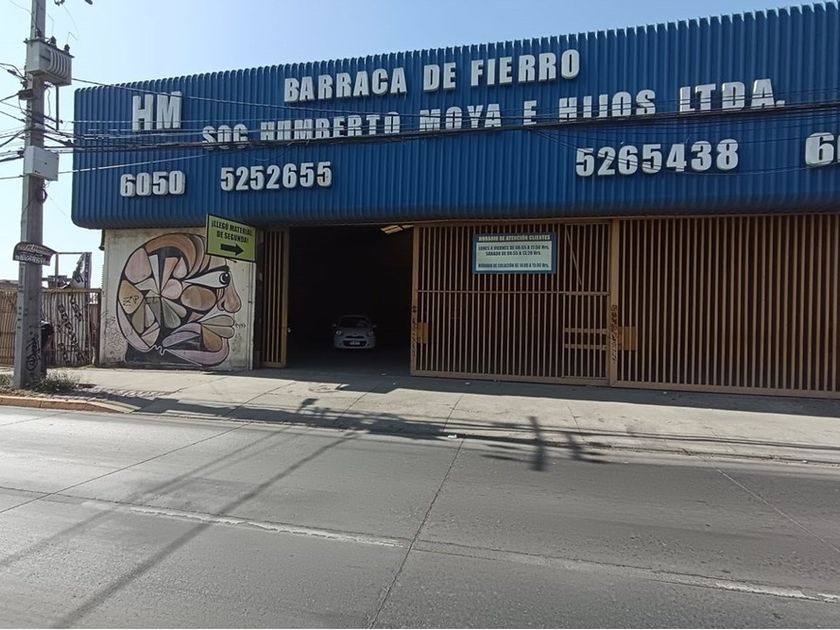 HM
BARRACA DE FIERRO
SOC. HUMBERTO MOYA E HIJOS LTDA.
6050
5252655
5265438
¡LLEGÓ MATERIAL
DE SEGUNDA!
HORARIO DE ATENCIÓN CLIENTES